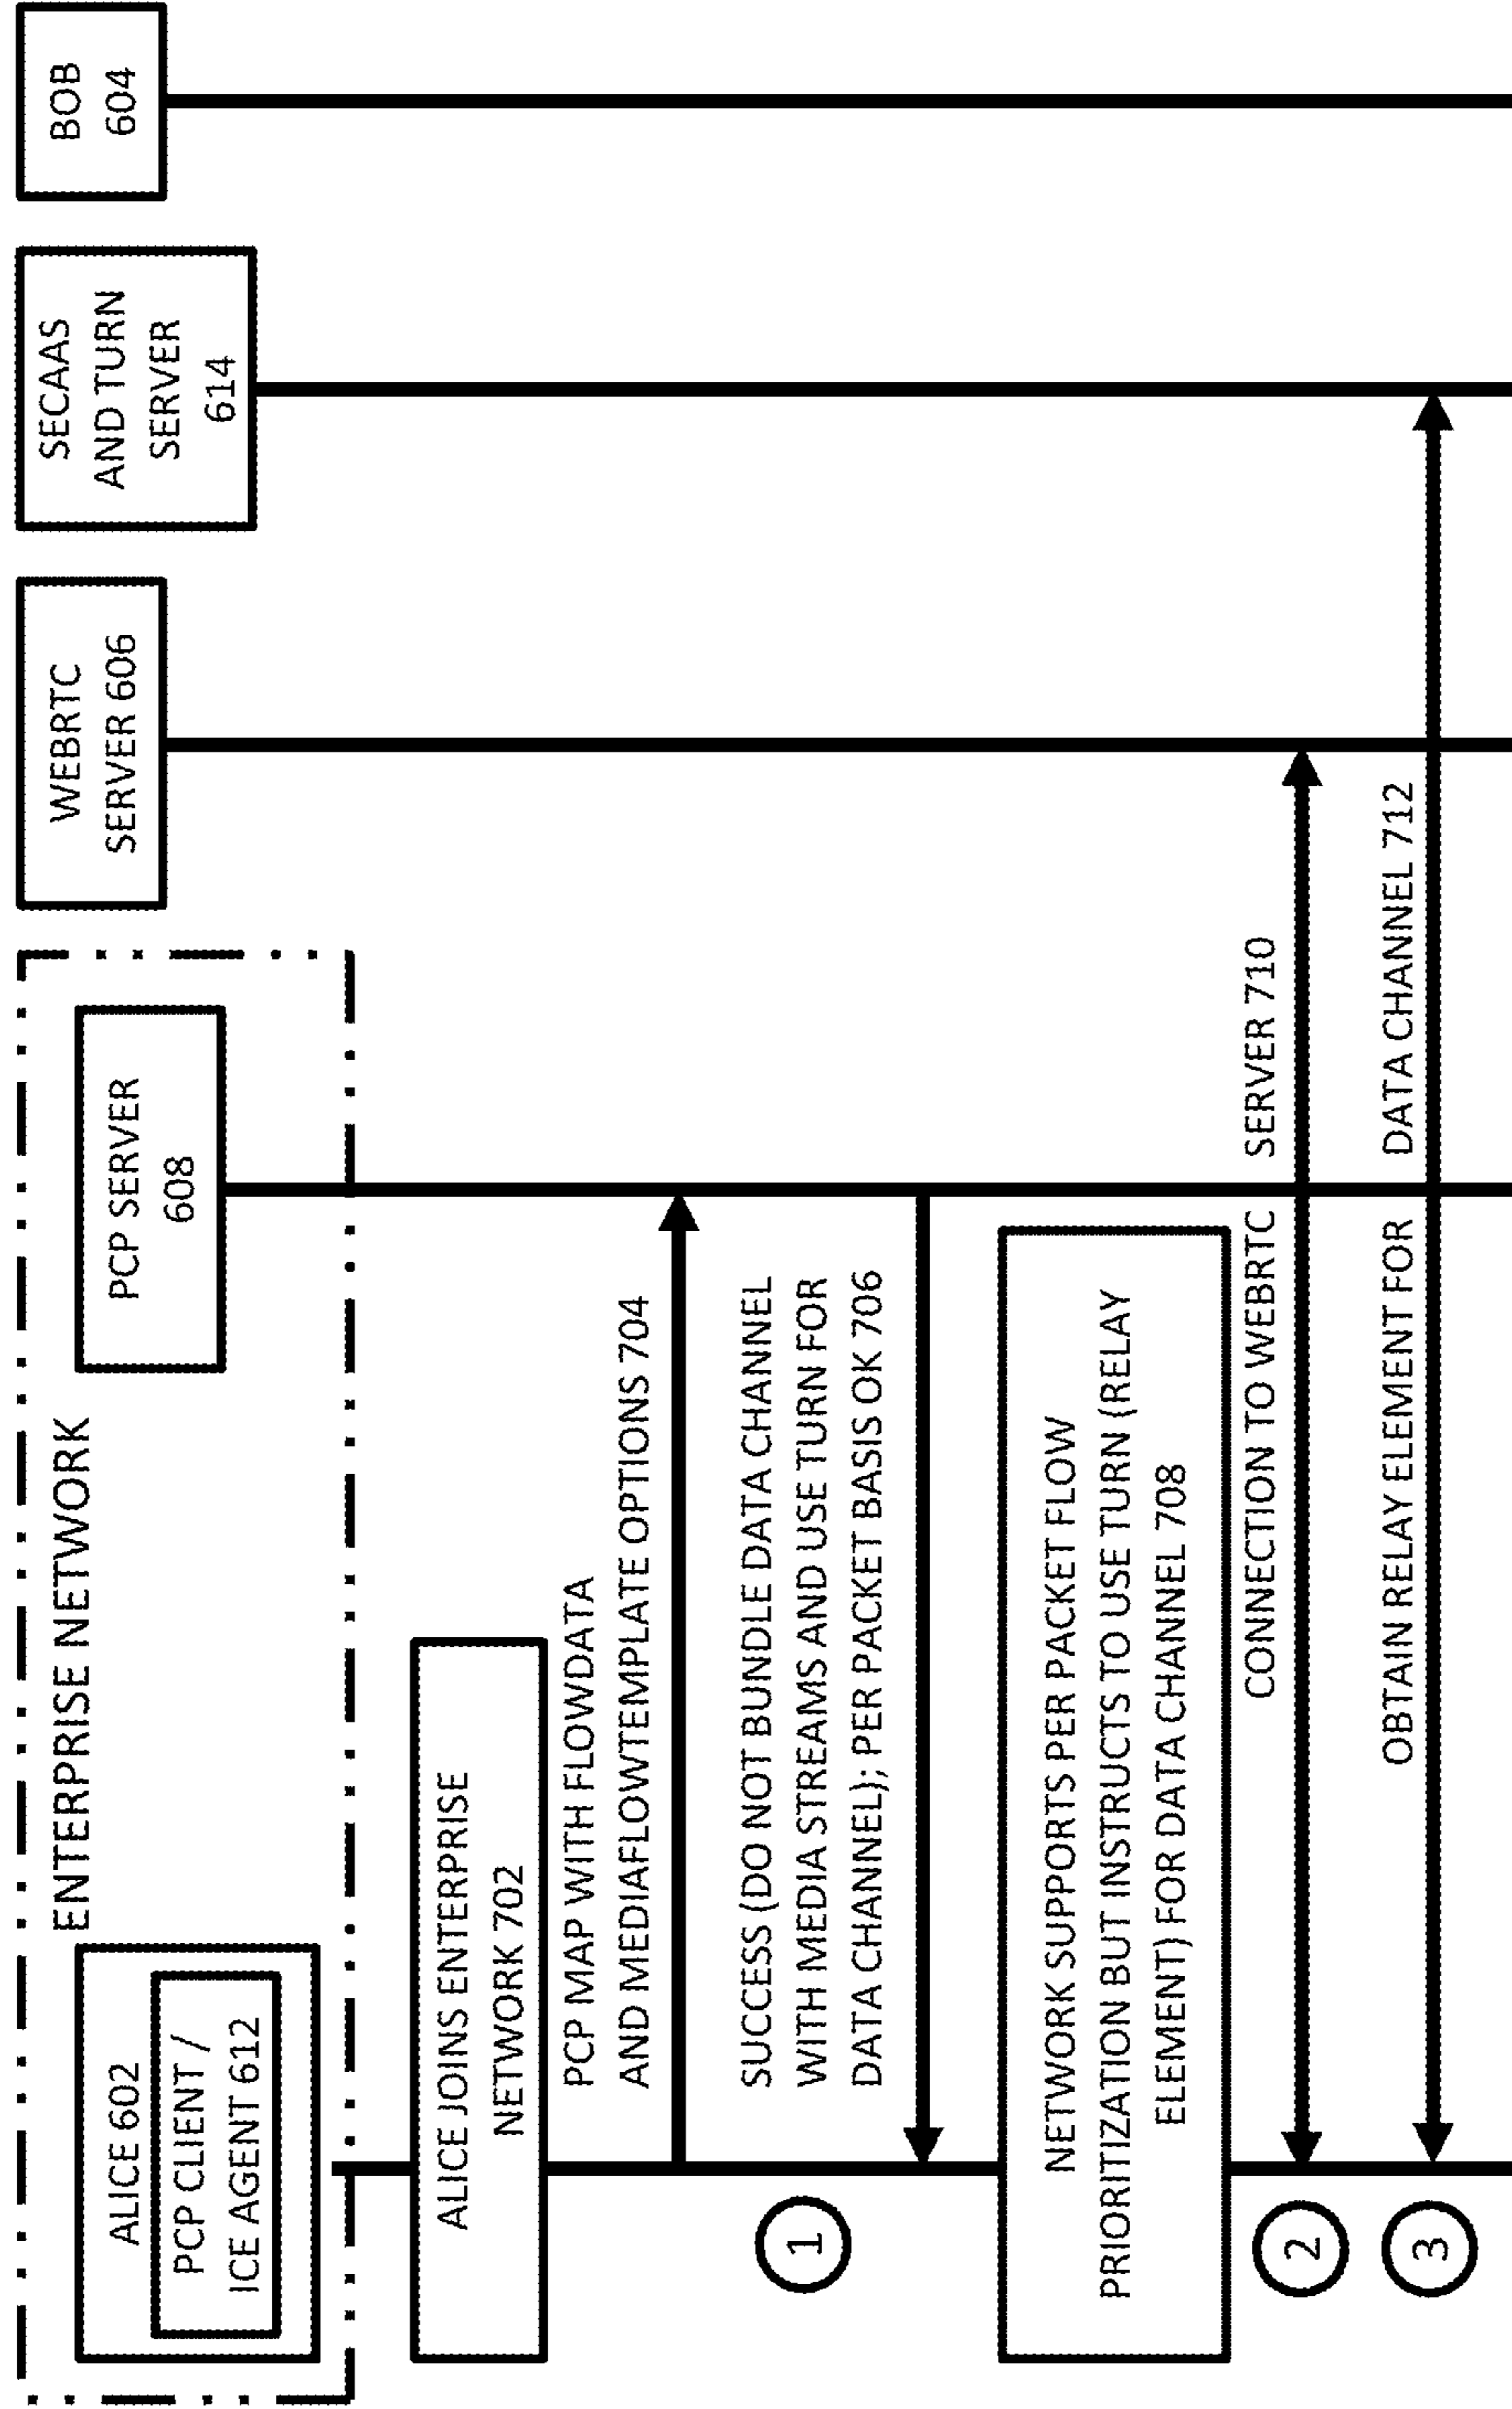 ENTERPRISE NETWORK
ALICE 602
PCP CLIENT /
ICE AGENT 612
PCP SERVER
608
WEBRTC
SERVER 606
SECAAS
AND TURN
SERVER
614
BOB
604
ALICE JOINS ENTERPRISE
NETWORK 702
PCP MAP WITH FLOWDATA
AND MEDIAFLOWTEMPLATE OPTIONS 704
1
SUCCESS (DO NOT BUNDLE DATA CHANNEL
WITH MEDIA STREAMS AND USE TURN FOR
DATA CHANNEL); PER PACKET BASIS OK 706
NETWORK SUPPORTS PER PACKET FLOW
PRIORITIZATION BUT INSTRUCTS TO USE TURN (RELAY
ELEMENT) FOR DATA CHANNEL 708
2
CONNECTION TO WEBRTC SERVER 710
3
OBTAIN RELAY ELEMENT FOR DATA CHANNEL 712